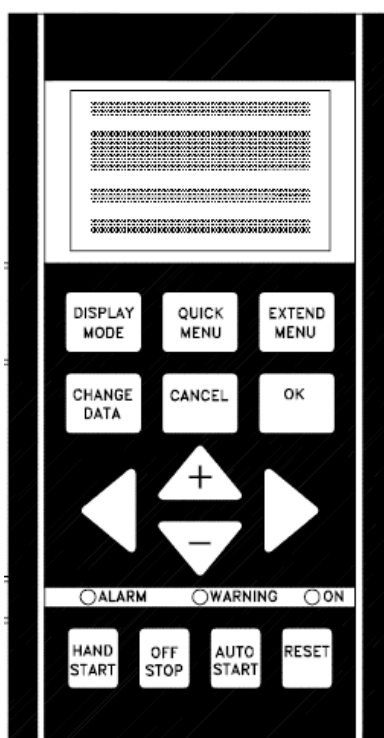 DISPLAY MODE
QUICK MENU
EXTEND MENU
CHANGE DATA
CANCEL
OK
+
-
ALARM
WARNING
ON
HAND START
OFF STOP
AUTO START
RESET